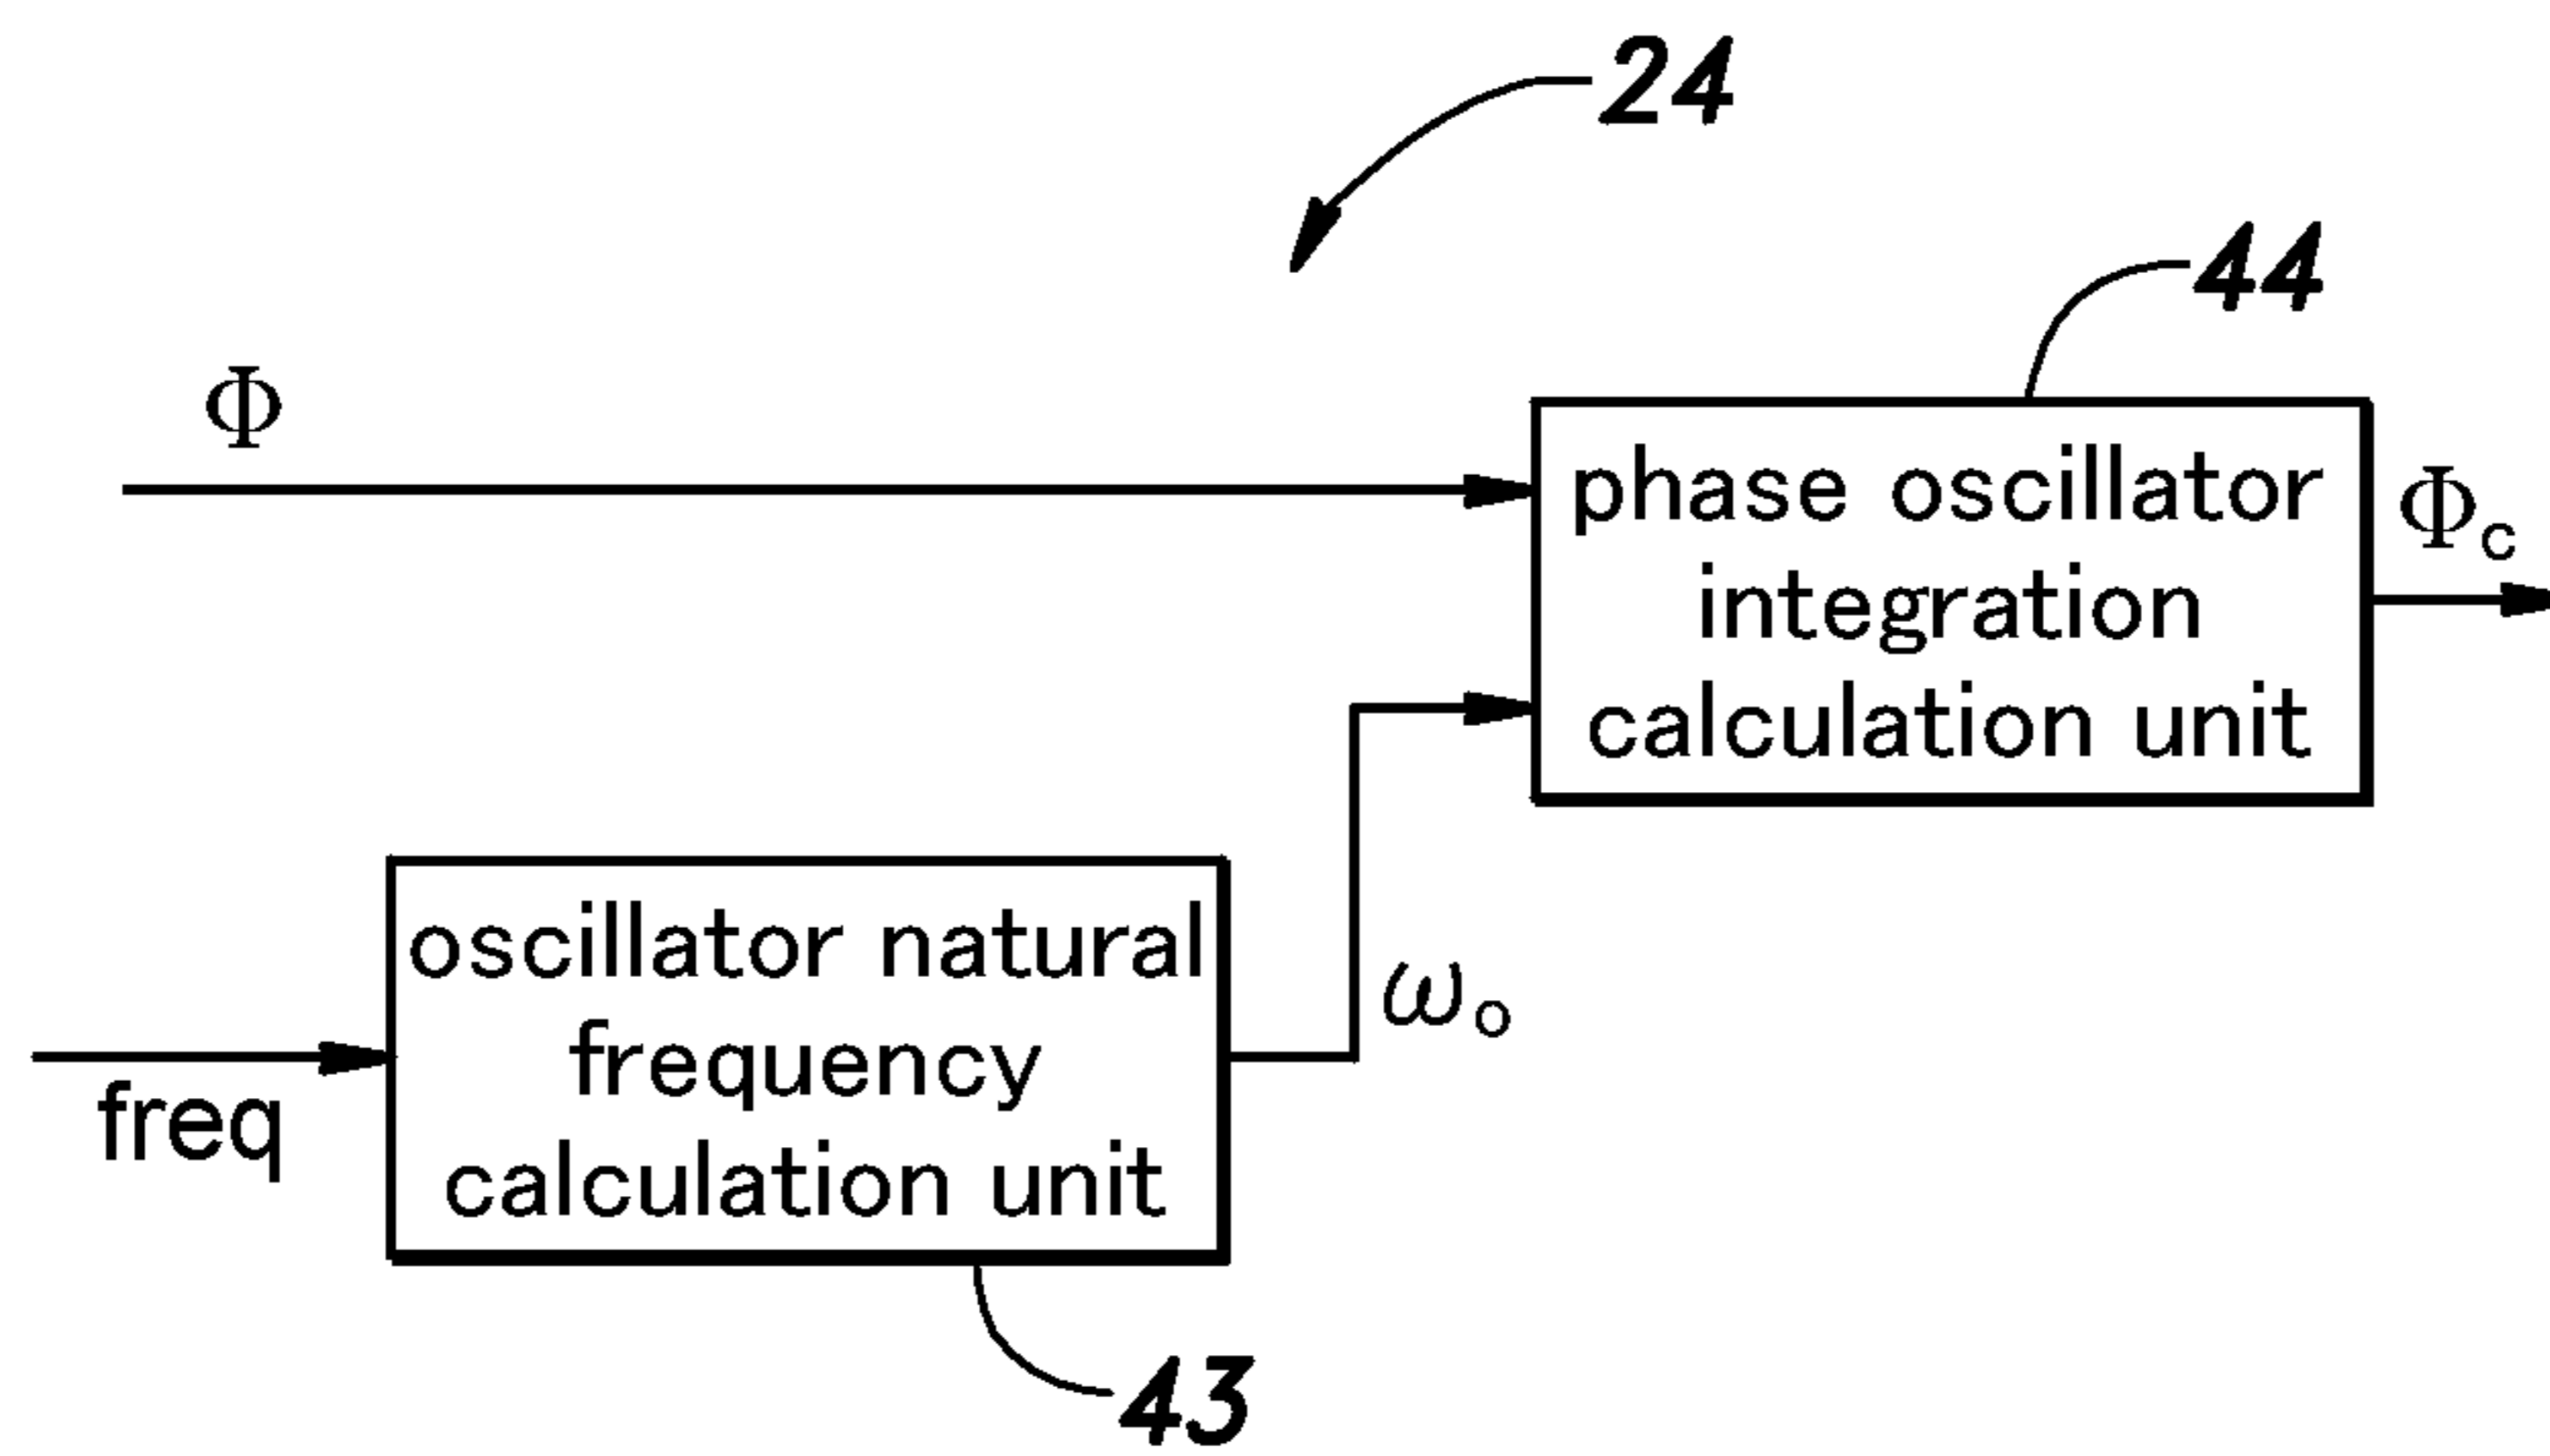 24
44
Φ
phase oscillator
integration
calculation unit
Φc
oscillator natural
frequency
calculation unit
ωo
freq
43